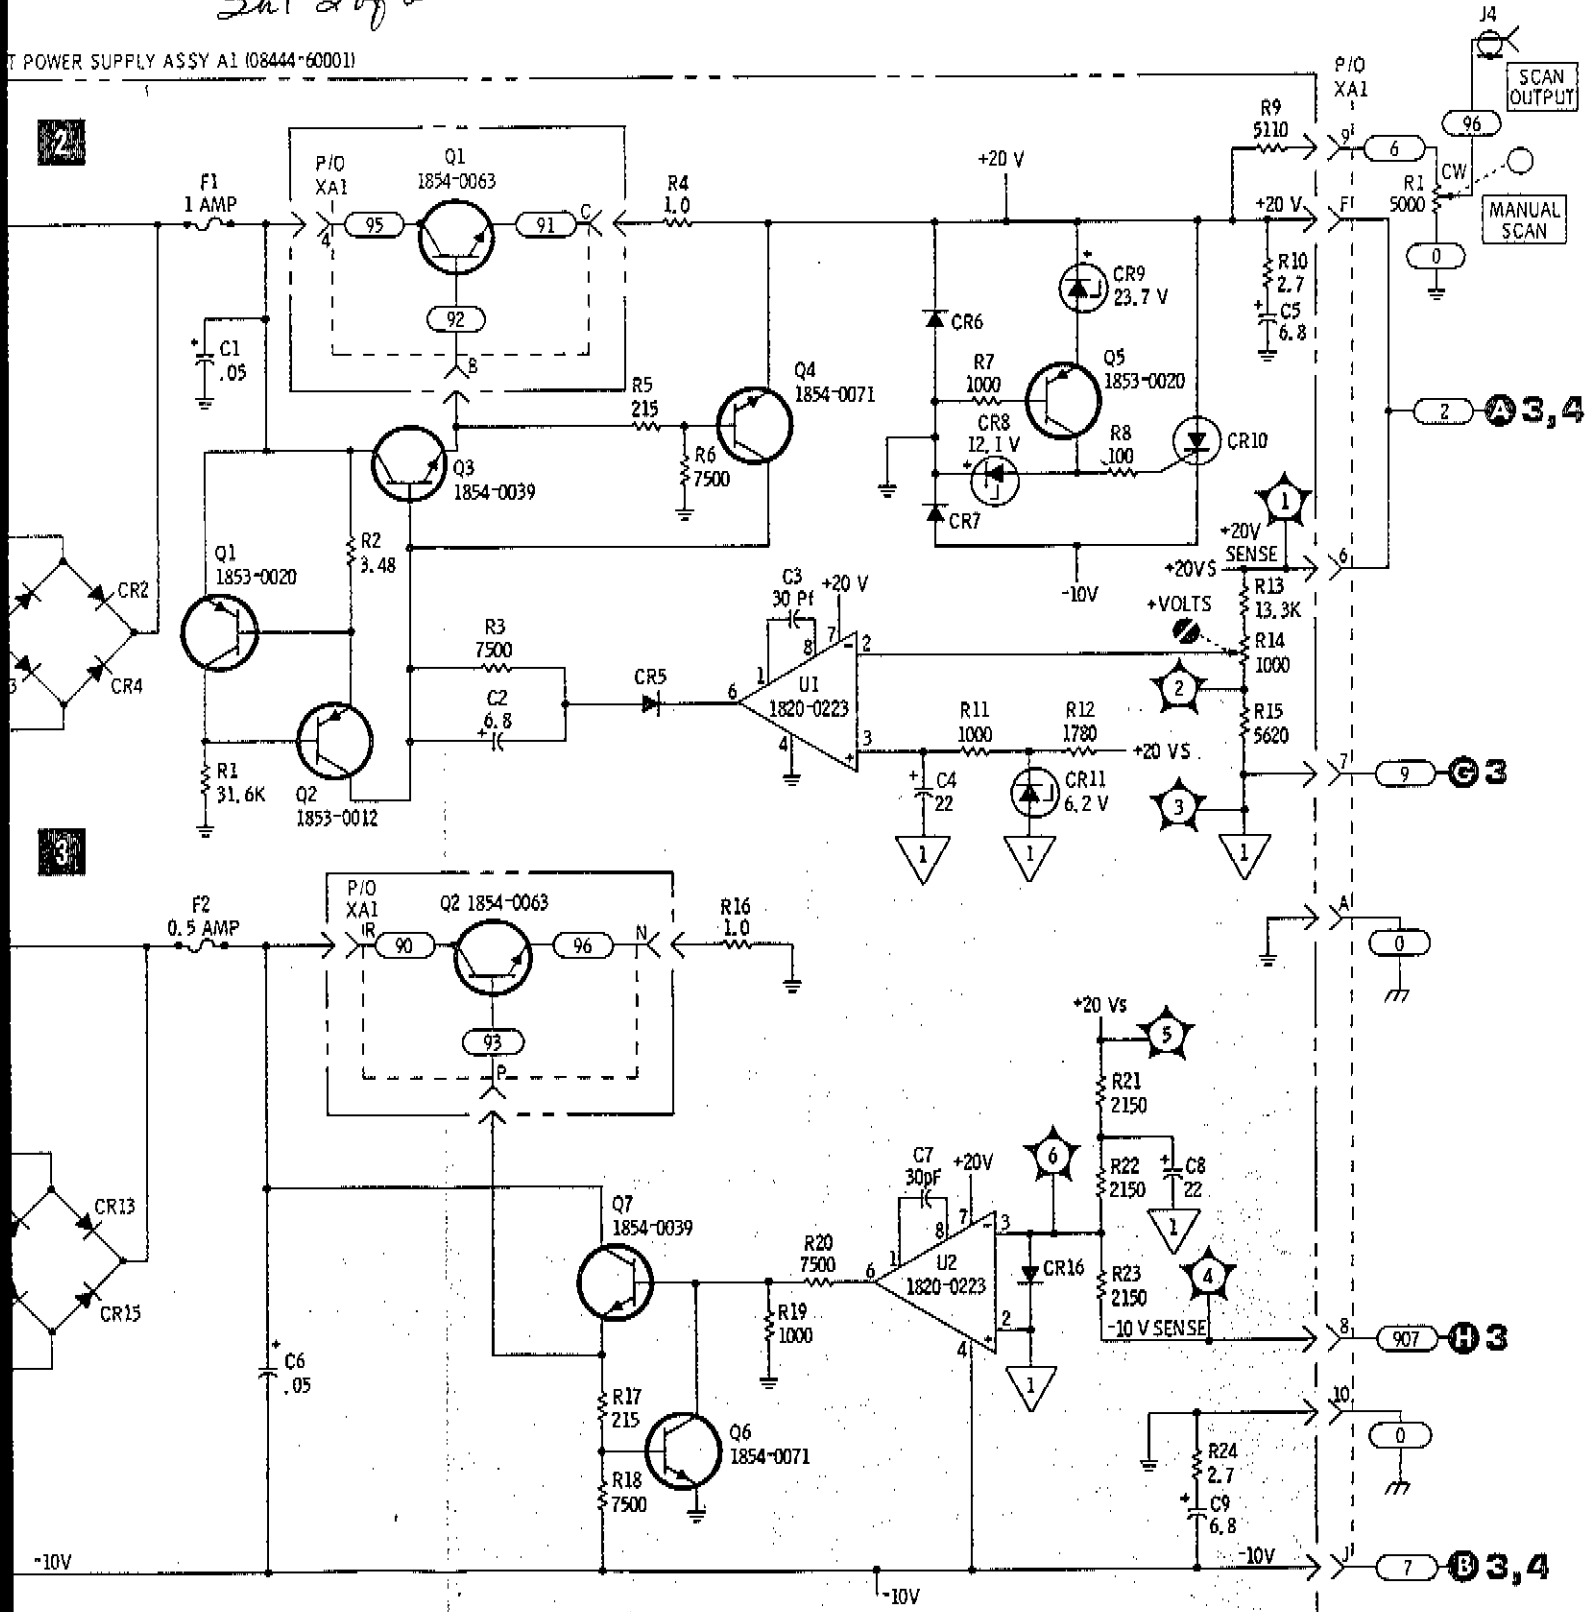 Sht 2 of
T POWER SUPPLY ASSY A1 (08444-60001)
2
F1
1 AMP
P/O
XA1
4
95
Q1
1854-0063
91
C
92
B
R4
1.0
+20 V
R9
5110
P/O
XA1
9
6
J4
SCAN
OUTPUT
96
CW
R1
5000
MANUAL
SCAN
0
+20 V
F
C1
.05
R5
215
Q4
1854-0071
R6
7500
Q3
1854-0039
CR6
R7
1000
CR8
12,1 V
CR7
CR9
23.7 V
Q5
1853-0020
R8
100
CR10
-10V
R10
2.7
C5
6.8
2
A 3,4
1
+20V
SENSE
+20VS
6
R13
13.3K
+VOLTS
R14
1000
2
R15
5620
7
9
G 3
3
1
CR2
CR4
3
Q1
1853-0020
R2
3.48
R1
31.6K
Q2
1853-0012
R3
7500
C2
6.8
CR5
C3
30 Pf
+20 V
1
8
7
2
6
U1
1820-0223
4
3
R11
1000
R12
1780
+20 VS
C4
22
CR11
6,2 V
1
1
3
F2
0.5 AMP
P/O
XA1
R
90
Q2 1854-0063
96
N
93
P
R16
1.0
A
0
+20 Vs
5
R21
2150
6
R22
2150
C8
22
1
R23
2150
4
-10 V SENSE
8
907
H 3
CR13
CR15
C6
.05
Q7
1854-0039
R20
7500
R19
1000
C7
30pF
+20V
1
8
7
3
6
U2
1820-0223
2
4
CR16
1
R17
215
R18
7500
Q6
1854-0071
10
0
R24
2.7
C9
6.8
-10V
-10V
-10V
J
7
B 3,4